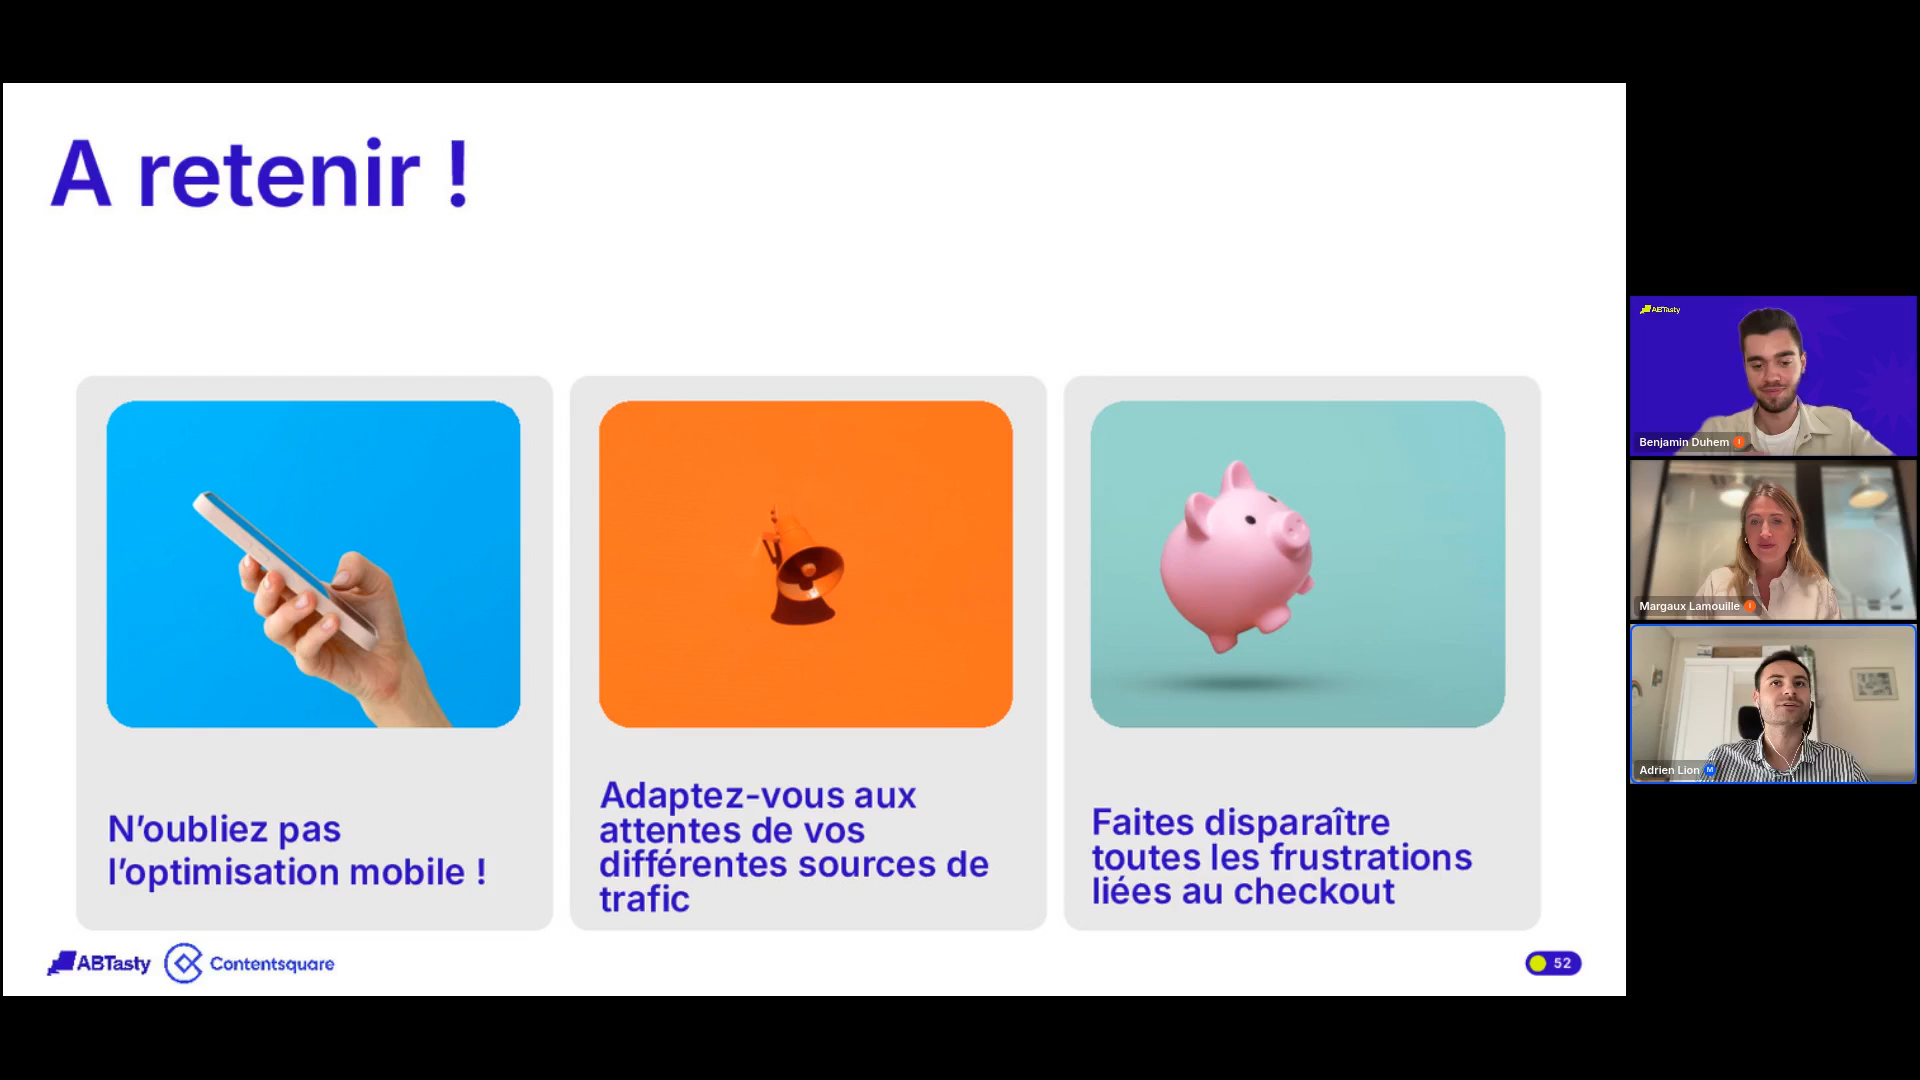 A retenir !
N’oubliez pas
l’optimisation mobile !
Adaptez-vous aux
attentes de vos
différentes sources de
trafic
Faites disparaître
toutes les frustrations
liées au checkout
ABTasty
Contentsquare
52
ABTasty
Benjamin Duhem
Margaux Lamouille
Adrien Lion